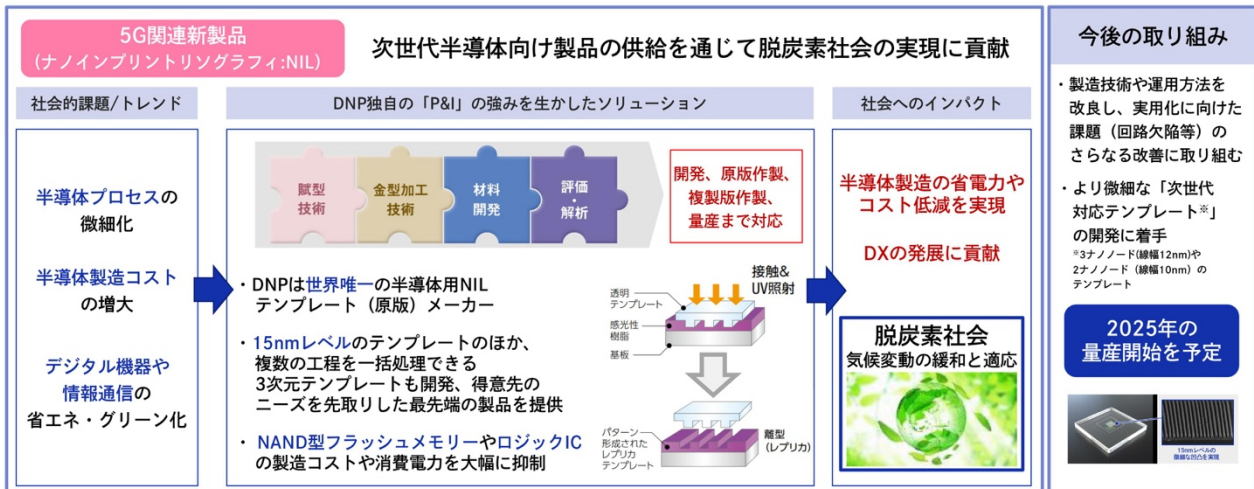 5G関連新製品
(ナノインプリントリソグラフィ:NIL)
次世代半導体向け製品の供給を通じて脱炭素社会の実現に貢献
社会的課題/トレンド
半導体プロセスの
微細化
半導体製造コスト
の増大
デジタル機器や
情報通信の
省エネ・グリーン化
DNP独自の「P&I」の強みを生かしたソリューション
賦型
技術
金型加工
技術
材料
開発
評価
・
解析
開発、原版作製、
複製版作製、
量産まで対応
・DNPは世界唯一の半導体用NIL
テンプレート（原版）メーカー
・15nmレベルのテンプレートのほか、
複数の工程を一括処理できる
3次元テンプレートも開発、得意先の
ニーズを先取りした最先端の製品を提供
・NAND型フラッシュメモリーやロジックIC
の製造コストや消費電力を大幅に抑制
接触&
UV照射
透明
テンプレート
感光性
樹脂
基板
パターン
形成された
レプリカ
テンプレート
離型
(レプリカ)
社会へのインパクト
半導体製造の省電力や
コスト低減を実現
DXの発展に貢献
脱炭素社会
気候変動の緩和と適応
今後の取り組み
・製造技術や運用方法を
改良し、実用化に向けた
課題（回路欠陥等）の
さらなる改善に取り組む
・より微細な「次世代
対応テンプレート※」
の開発に着手
※3ナノノード(線幅12nm)や
2ナノノード（線幅10nm）の
テンプレート
2025年の
量産開始を予定
15nmレベルの
微細な凹凸を実現